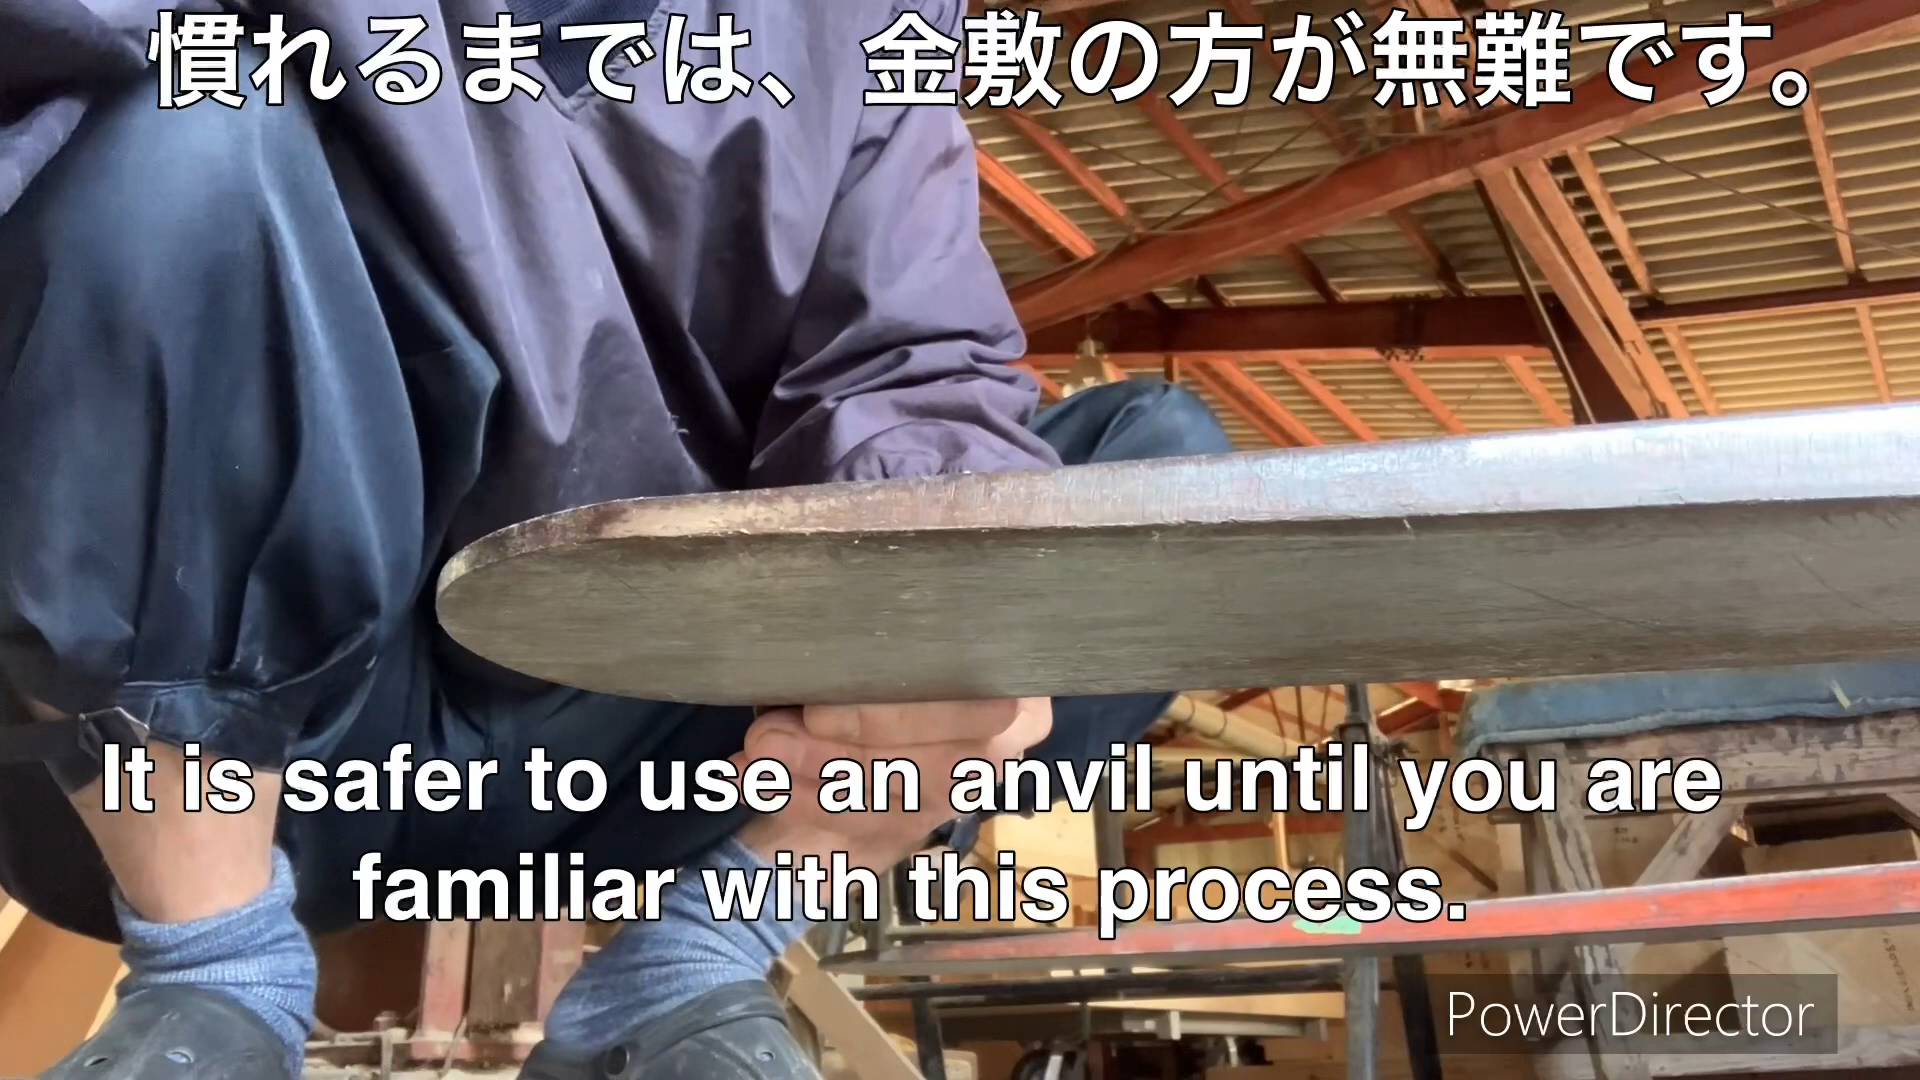 慣れるまでは、金敷の方が無難です。
It is safer to use an anvil until you are
familiar with this process.
PowerDirector